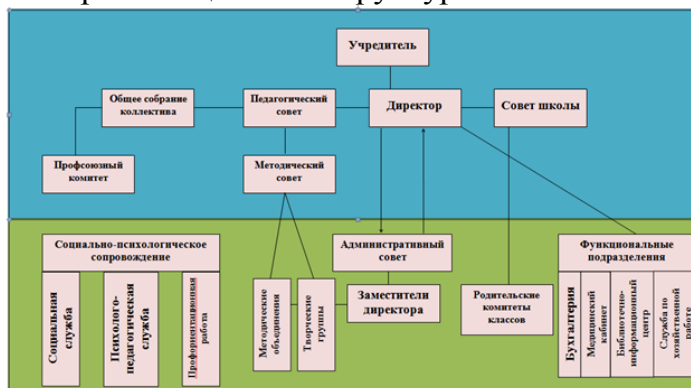 Учредитель
Общее собрание
коллектива
Педагогический
совет
Директор
Совет школы
Профсоюзный
комитет
Методический
совет
Социально-психологическое
сопровождение
Административный
совет
Функциональные
подразделения
Социальная
служба
Психолого-
педагогическая
служба
Профориентационная
работа
Методические
объединения
Творческие
группы
Заместители
директора
Родительские
комитеты
классов
Бухгалтерия
Медицинский
кабинет
Библиотечно-
информационный
центр
Служба по
хозяйственной
работе